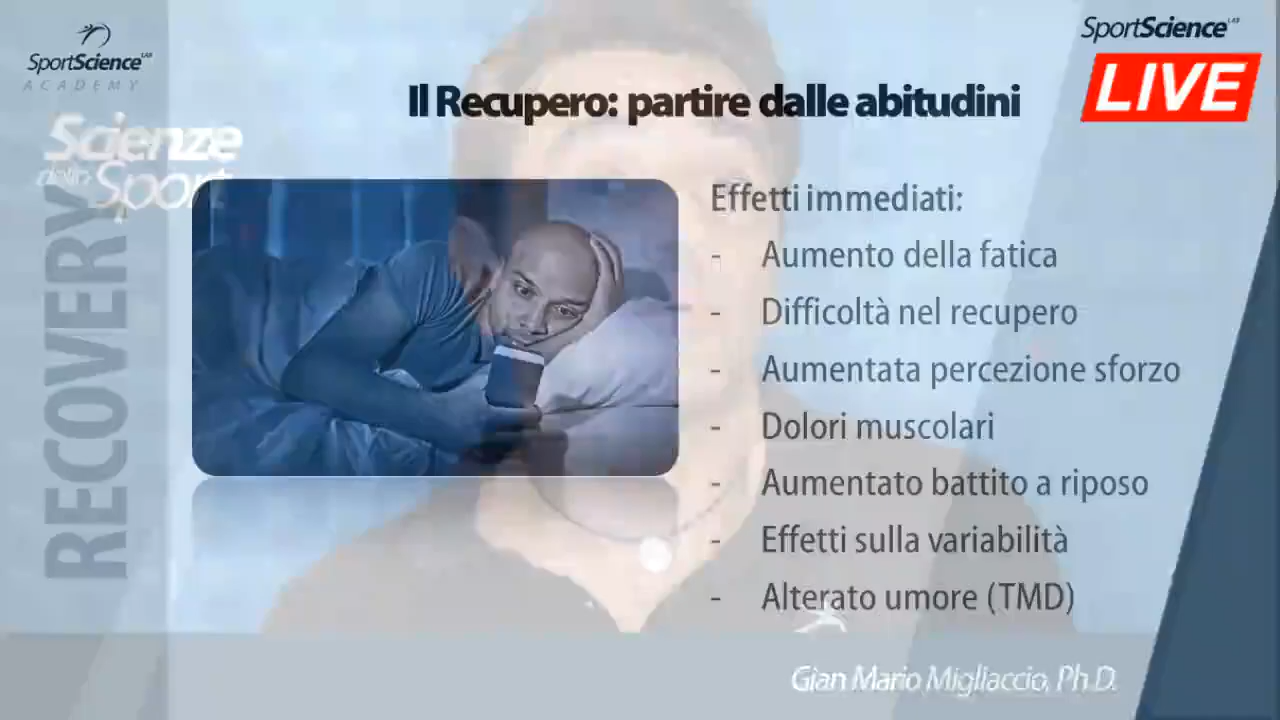 SportScience LAB
ACADEMY
SportScience LAB
LIVE
Scienze
dello Sport
RECOVERY
Il Recupero: partire dalle abitudini
Effetti immediati:
- Aumento della fatica
- Difficoltà nel recupero
- Aumentata percezione sforzo
- Dolori muscolari
- Aumentato battito a riposo
- Effetti sulla variabilità
- Alterato umore (TMD)
Gian Mario Migliaccio, Ph.D.